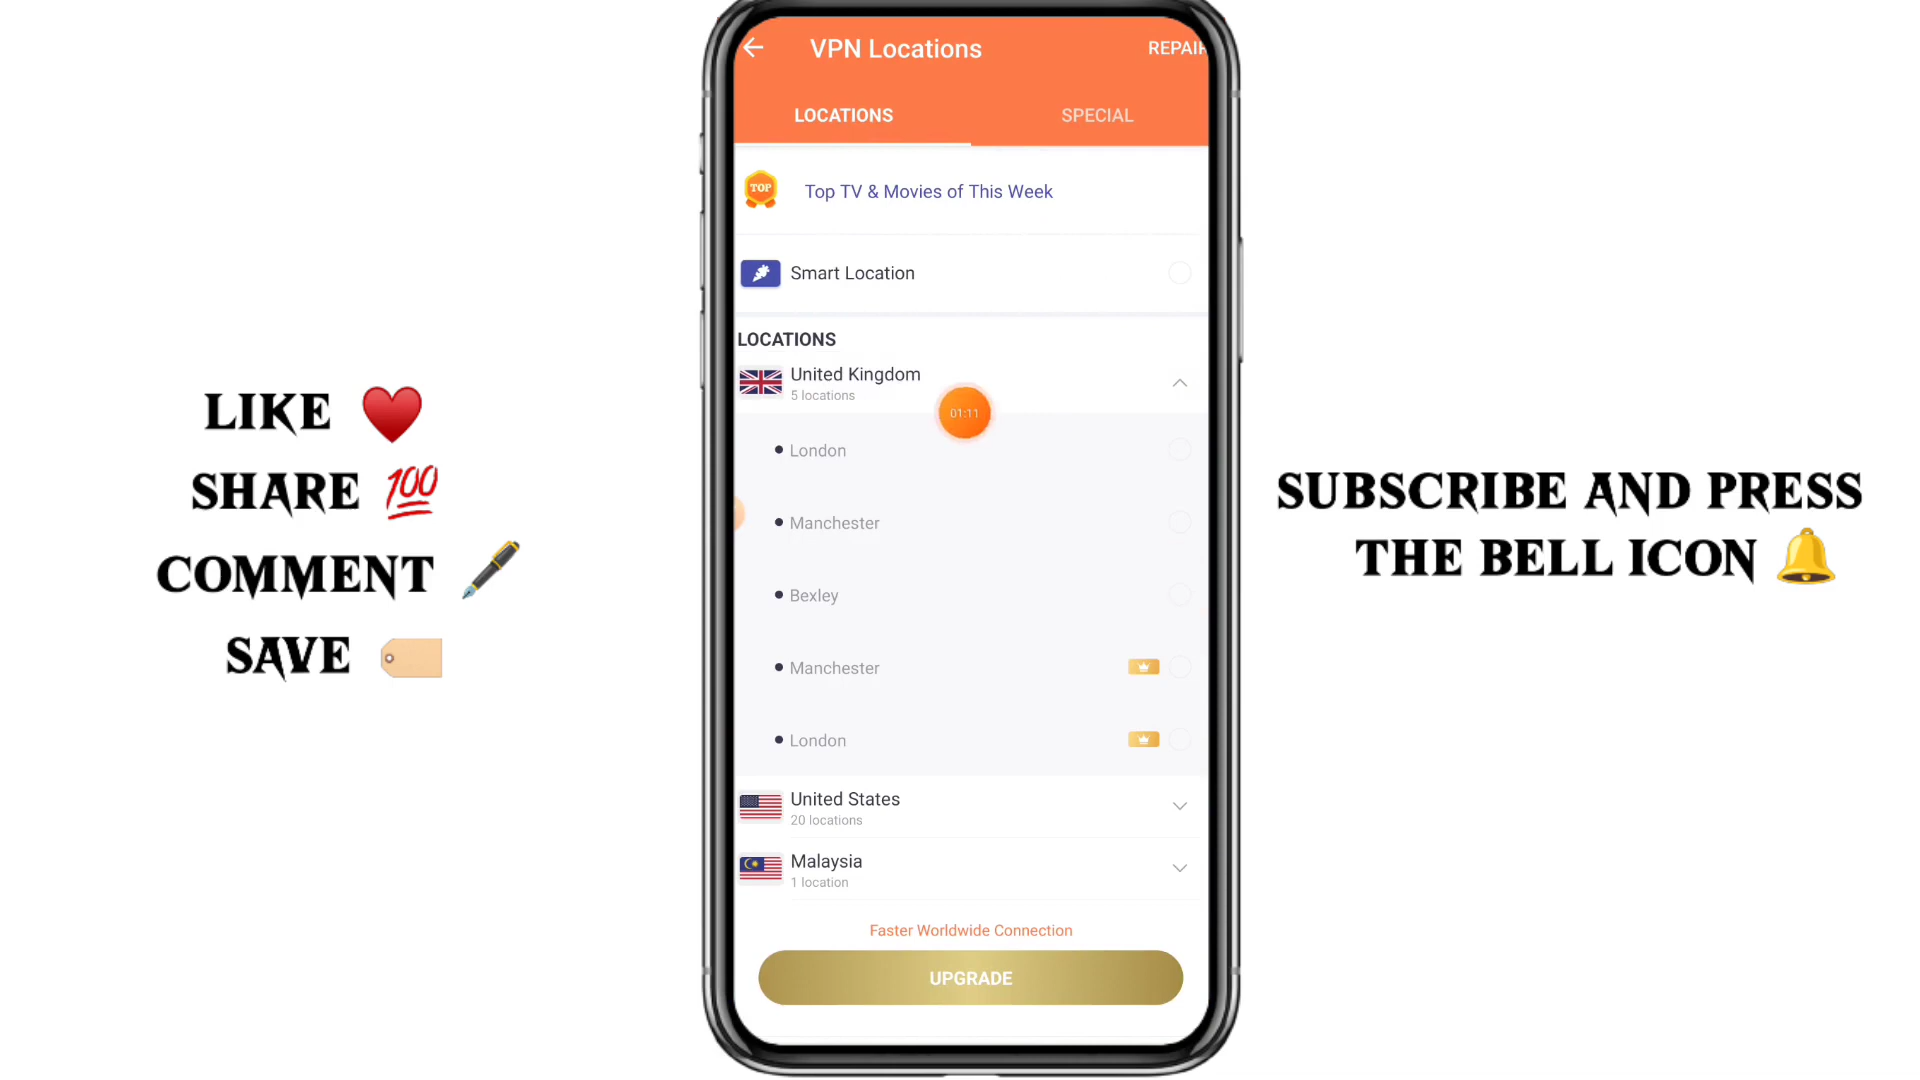 LIKE
SHARE 100
COMMENT
SAVE
VPN Locations
REPAIR
LOCATIONS
SPECIAL
TOP
Top TV & Movies of This Week
Smart Location
LOCATIONS
United Kingdom
5 locations
01:11
London
Manchester
Bexley
Manchester
London
United States
20 locations
Malaysia
1 location
Faster Worldwide Connection
UPGRADE
SUBSCRIBE AND PRESS
THE BELL ICON